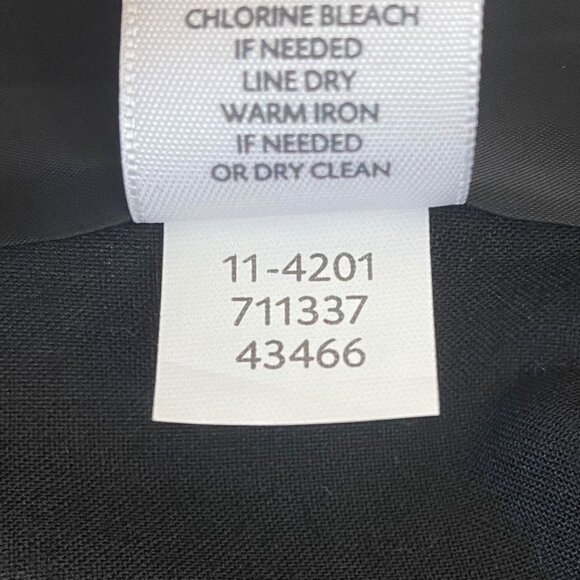 CHLORINE BLEACH
IF NEEDED
LINE DRY
WARM IRON
IF NEEDED
OR DRY CLEAN
11-4201
711337
43466